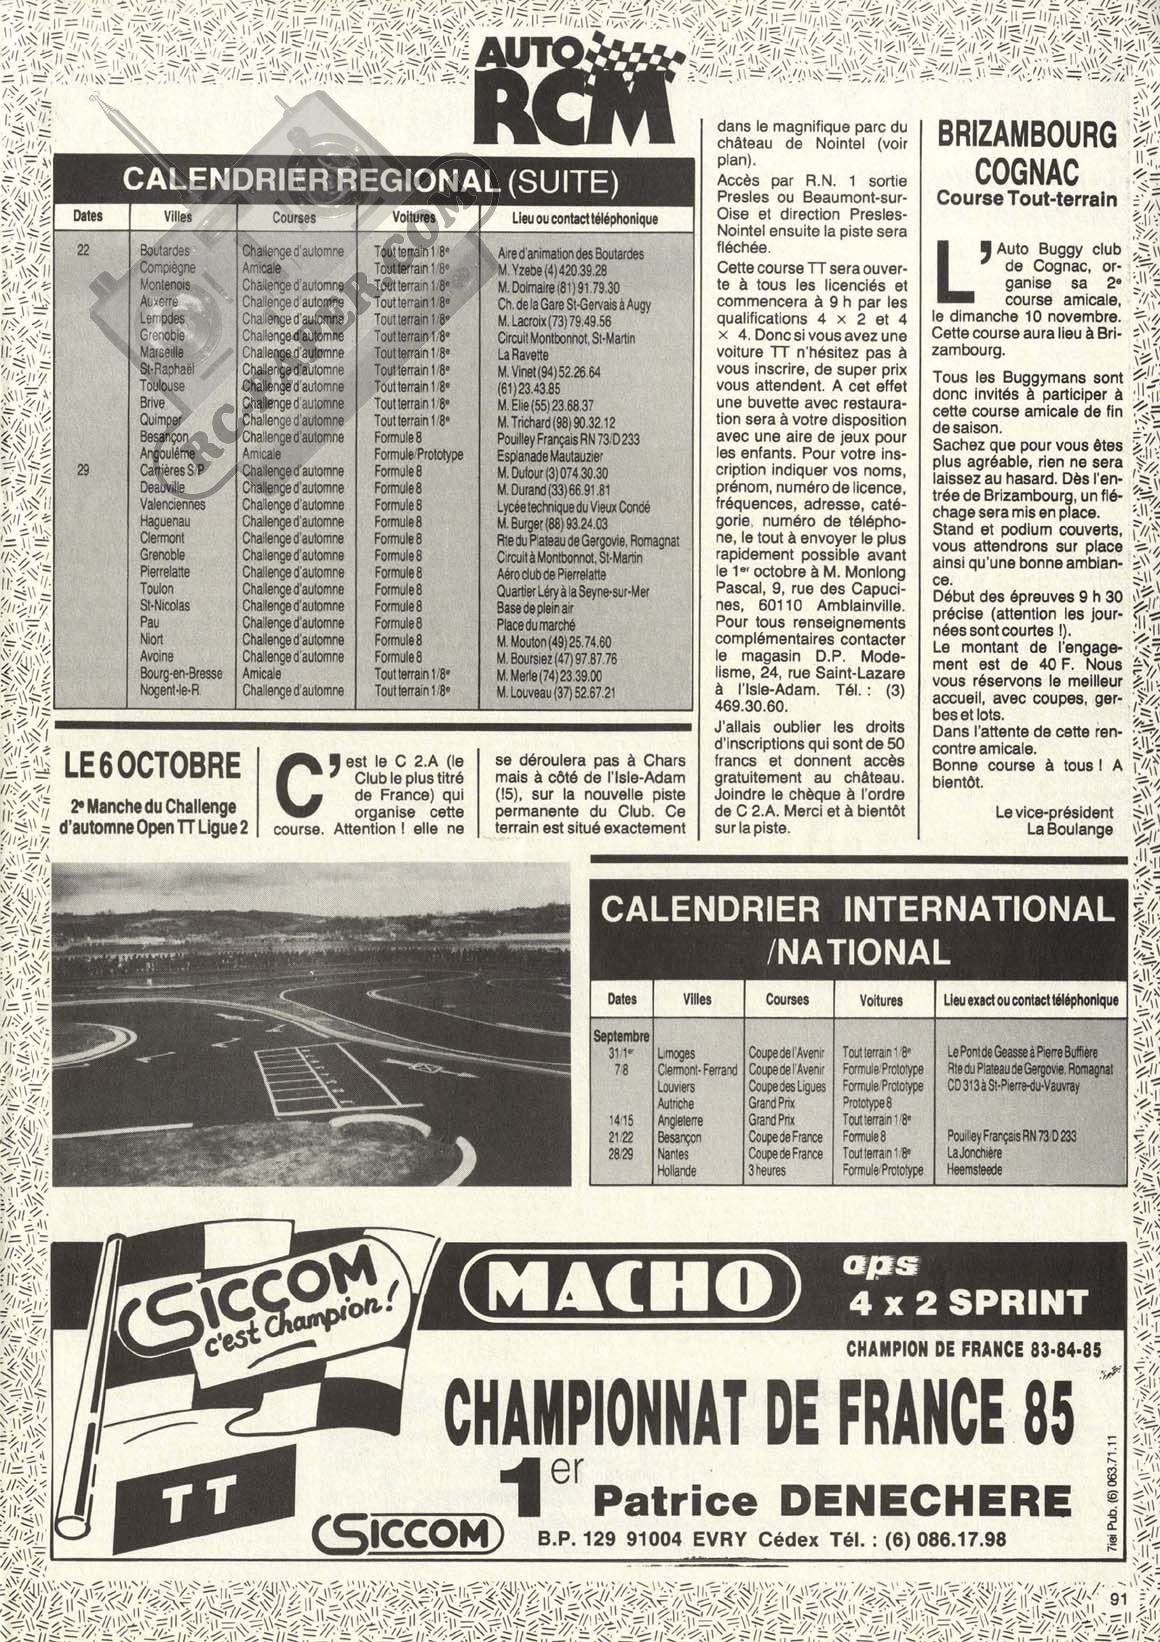 AUTO
RCM
CALENDRIER REGIONAL (SUITE)
Dates Villes Courses Voitures Lieu ou contact téléphonique
22 Boutardes Challenge d'automne Tout terrain 1/8e Aire d'animation des Boutardes
Compiègne Amicale Tout terrain 1/8e M. Yzebe (4) 420.39.28
Montenois Challenge d'automne Tout terrain 1/8e M. Dolmaire (81) 91.79.30
Auxerre Challenge d'automne Tout terrain 1/8e Ch. de la Gare St-Gervais à Augy
Lempdes Challenge d'automne Tout terrain 1/8e M. Lacroix (73) 79.49.56
Grenoble Challenge d'automne Tout terrain 1/8e Circuit Montbonnot, St-Martin
Marseille Challenge d'automne Tout terrain 1/8e La Ravette
St-Raphaël Challenge d'automne Tout terrain 1/8e M. Vinet (94) 52.26.64
Toulouse Challenge d'automne Tout terrain 1/8e (61) 23.43.85
Brive Challenge d'automne Tout terrain 1/8e M. Elie (55) 23.68.37
Quimper Challenge d'automne Tout terrain 1/8e M. Trichard (98) 90.32.12
Besançon Challenge d'automne Formule 8 Pouilley Français RN 73/D 233
Angoulême Amicale Formule/Prototype Esplanade Mautauzier
29 Carrières S/P Challenge d'automne Formule 8 M. Dufour (3) 074.30.30
Deauville Challenge d'automne Formule 8 M. Durand (33) 66.91.81
Valenciennes Challenge d'automne Formule 8 Lycée technique du Vieux Condé
Haguenau Challenge d'automne Formule 8 M. Burger (88) 93.24.03
Clermont Challenge d'automne Formule 8 Rte du Plateau de Gergovie, Romagnat
Grenoble Challenge d'automne Formule 8 Circuit à Montbonnot, St-Martin
Pierrelatte Challenge d'automne Formule 8 Aéro club de Pierrelatte
Toulon Challenge d'automne Formule 8 Quartier Léry à la Seyne-sur-Mer
St-Nicolas Challenge d'automne Formule 8 Base de plein air
Pau Challenge d'automne Formule 8 Place du marché
Niort Challenge d'automne Formule 8 M. Mouton (49) 25.74.60
Avoine Challenge d'automne Formule 8 M. Boursiez (47) 97.87.76
Bourg-en-Bresse Amicale Tout terrain 1/8e M. Merle (74) 23.39.00
Nogent-le-R. Challenge d'automne Tout terrain 1/8e M. Louveau (37) 52.67.21
RC-WEBER.COM
LE 6 OCTOBRE
2e Manche du Challenge
d'automne Open TT Ligue 2
C'est le C 2.A (le
Club le plus titré
de France) qui
organise cette
course. Attention ! elle ne
se déroulera pas à Chars
mais à côté de l'Isle-Adam
(!5), sur la nouvelle piste
permanente du Club. Ce
terrain est situé exactement
dans le magnifique parc du
château de Nointel (voir
plan).
Accès par R.N. 1 sortie
Presles ou Beaumont-sur-
Oise et direction Presles-
Nointel ensuite la piste sera
fléchée.
Cette course TT sera ouver-
te à tous les licenciés et
commencera à 9 h par les
qualifications 4 × 2 et 4
× 4. Donc si vous avez une
voiture TT n'hésitez pas à
vous inscrire, de super prix
vous attendent. A cet effet
une buvette avec restaura-
tion sera à votre disposition
avec une aire de jeux pour
les enfants. Pour votre ins-
cription indiquer vos noms,
prénom, numéro de licence,
fréquences, adresse, caté-
gorie, numéro de télépho-
ne, le tout à envoyer le plus
rapidement possible avant
le 1er octobre à M. Monlong
Pascal, 9, rue des Capuci-
nes, 60110 Amblainville.
Pour tous renseignements
complémentaires contacter
le magasin D.P. Mode-
lisme, 24, rue Saint-Lazare
à l'Isle-Adam. Tél. : (3)
469.30.60.
J'allais oublier les droits
d'inscriptions qui sont de 50
francs et donnent accès
gratuitement au château.
Joindre le chèque à l'ordre
de C 2.A. Merci et à bientôt
sur la piste.
BRIZAMBOURG
COGNAC
Course Tout-terrain
L'Auto Buggy club
de Cognac, or-
ganise sa 2e
course amicale,
le dimanche 10 novembre.
Cette course aura lieu à Bri-
zambourg.
Tous les Buggymans sont
donc invités à participer à
cette course amicale de fin
de saison.
Sachez que pour vous êtes
plus agréable, rien ne sera
laissez au hasard. Dès l'en-
trée de Brizambourg, un flé-
chage sera mis en place.
Stand et podium couverts,
vous attendrons sur place
ainsi qu'une bonne ambian-
ce.
Début des épreuves 9 h 30
précise (attention les jour-
nées sont courtes !).
Le montant de l'engage-
ment est de 40 F. Nous
vous réservons le meilleur
accueil, avec coupes, ger-
bes et lots.
Dans l'attente de cette ren-
contre amicale.
Bonne course à tous ! A
bientôt.
Le vice-président
La Boulange
CALENDRIER INTERNATIONAL
/NATIONAL
Dates Villes Courses Voitures Lieu exact ou contact téléphonique
Septembre
31/1er Limoges Coupe de l'Avenir Tout terrain 1/8e Le Pont de Geasse à Pierre Buffière
7/8 Clermont-Ferrand Coupe de l'Avenir Formule/Prototype Rte du Plateau de Gergovie, Romagnat
Louviers Coupe des Ligues Formule/Prototype CD 313 à St-Pierre-du-Vauvray
Autriche Grand Prix Prototype 8
14/15 Angleterre Grand Prix Tout terrain 1/8e
21/22 Besançon Coupe de France Formule 8 Pouilley Français RN 73/D 233
28/29 Nantes Coupe de France Tout terrain 1/8e La Jonchière
Hollande 3 heures Formule/Prototype Heemsteede
SICCOM
c'est Champion!
TT
MACHO
aps
4 x 2 SPRINT
CHAMPION DE FRANCE 83-84-85
CHAMPIONNAT DE FRANCE 85
1er
Patrice DENECHERE
SICCOM
B.P. 129 91004 EVRY Cédex Tél. : (6) 086.17.98
7iei Pub. (6) 063.71.11
91